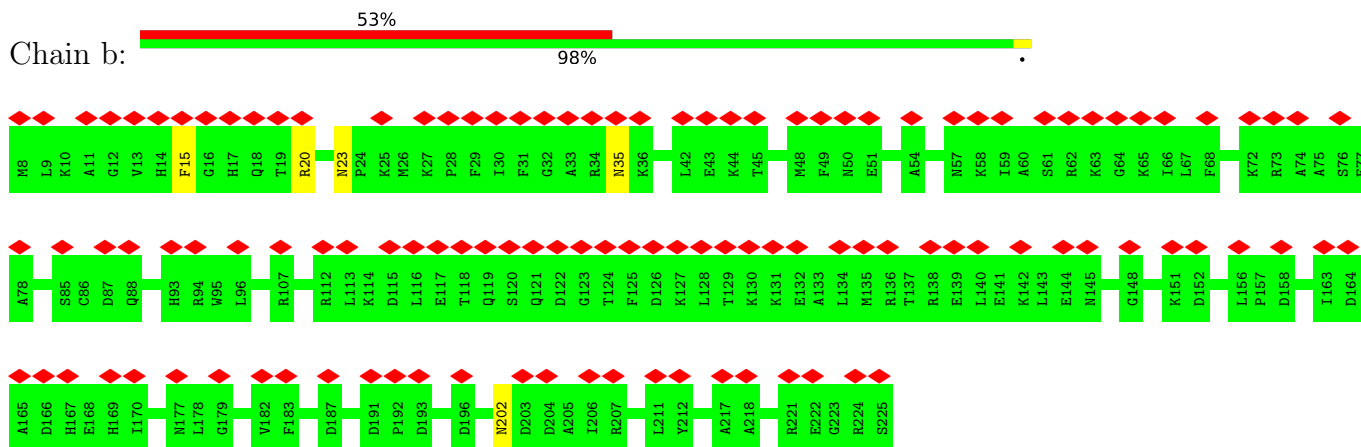 53%
Chain b:
98% .
M8 L9 K10 A11 G12 V13 H14 F15 G16 H17 Q18 T19 R20 N23 P24 K25 M26 K27 P28 F29 I30 F31 G32 A33 R34 N35 K36 L42 E43 K44 T45 M48 F49 N50 E51 A54 N57 K58 I59 A60 S61 R62 K63 G64 K65 I66 L67 F68 K72 R73 A74 A75 S76 E77
A78 S85 C86 D87 Q88 H93 R94 W95 L96 R107 R112 L113 K114 D115 L116 E117 T118 Q119 S120 Q121 D122 G123 T124 F125 D126 K127 L128 T129 K130 K131 E132 A133 L134 M135 R136 T137 R138 E139 L140 E141 K142 L143 E144 N145 G148 K151 D152 L156 P157 D158 I163 D164
A165 D166 H167 E168 H169 I170 N177 L178 G179 V182 F183 D187 D191 P192 D193 D196 N202 D203 D204 A205 I206 R207 L211 Y212 A217 A218 R221 E222 G223 R224 S225